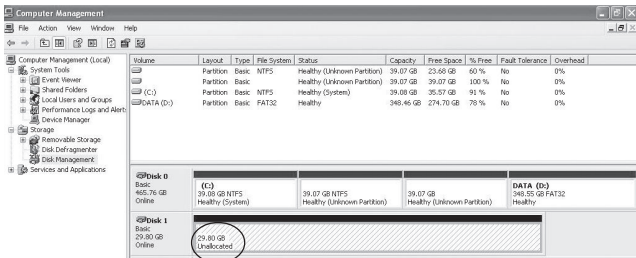 Computer Management
File Action View Window Help
Computer Management (Local)
System Tools
Event Viewer
Shared Folders
Local Users and Groups
Performance Logs and Alerts
Device Manager
Storage
Removable Storage
Disk Defragmenter
Disk Management
Services and Applications
Volume Layout Type File System Status Capacity Free Space % Free Fault Tolerance Overhead
Partition Basic NTFS Healthy (Unknown Partition) 39.07 GB 23.68 GB 60 % No 0%
Partition Basic Healthy (Unknown Partition) 39.07 GB 39.07 GB 100 % No 0%
(C:) Partition Basic NTFS Healthy (System) 39.08 GB 35.57 GB 91 % No 0%
DATA (D:) Partition Basic FAT32 Healthy 348.46 GB 274.70 GB 78 % No 0%
Disk 0
Basic
465.76 GB
Online
(C:)
39.08 GB NTFS
Healthy (System)
39.07 GB NTFS
Healthy (Unknown Partition)
39.07 GB
Healthy (Unknown Partition)
DATA (D:)
348.55 GB FAT32
Healthy
Disk 1
Basic
29.80 GB
Online
29.80 GB
Unallocated